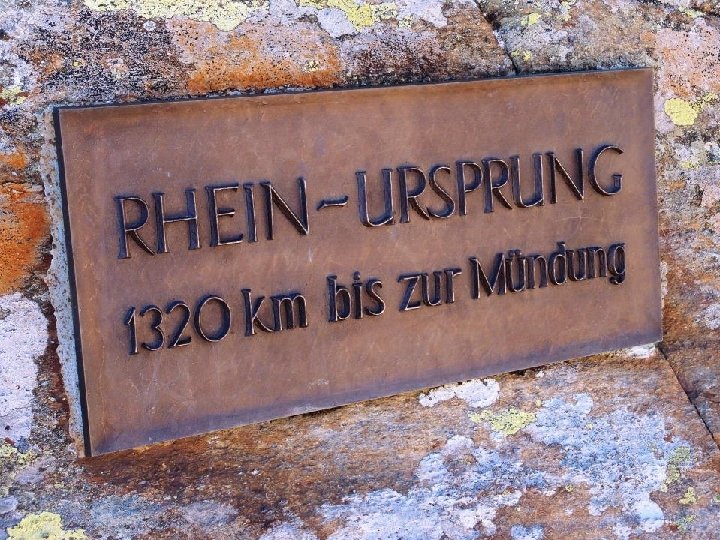 RHEIN-URSPRUNG
1320 km bis zur Mündung